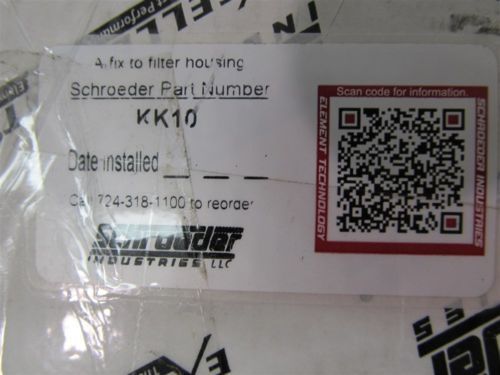 Affix to filter housing
Schroeder Part Number
KK10
Date installed _ _ _
Call 724-318-1100 to reorder
Schroeder
INDUSTRIES LLC
Scan code for information.
ELEMENT TECHNOLOGY
SCHROEDER INDUSTRIES